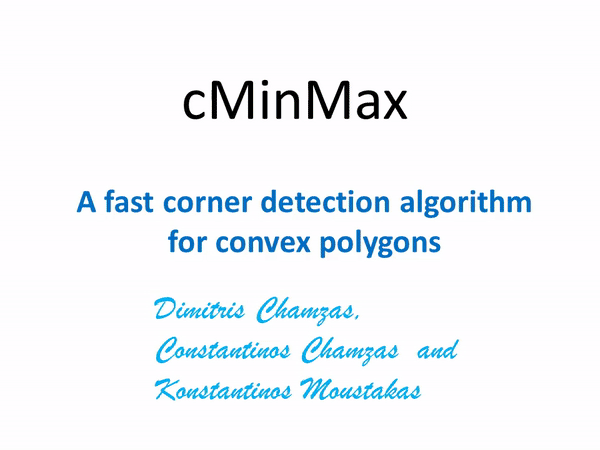 cMinMax
A fast corner detection algorithm
for convex polygons
Dimitris Chamzas,
Constantinos Chamzas and
Konstantinos Moustakas